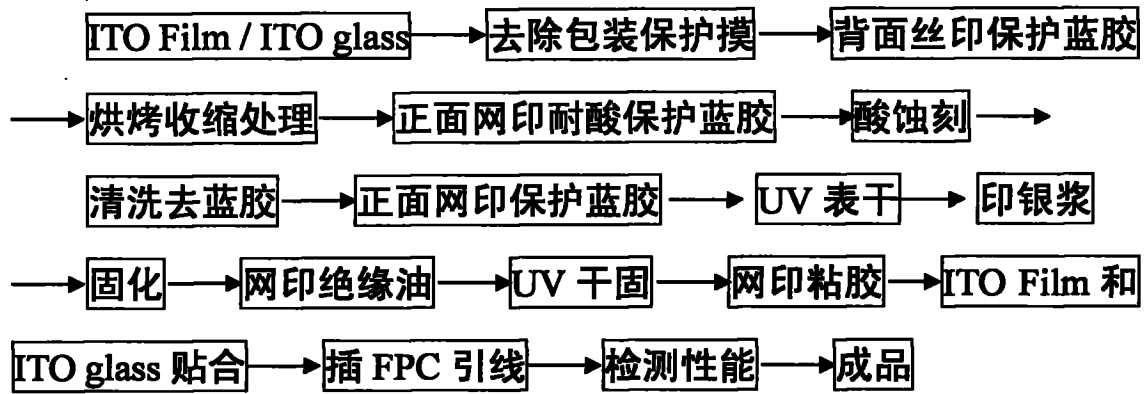 ITO Film / ITO glass 去除包装保护摸 背面丝印保护蓝胶
烘烤收缩处理 正面网印耐酸保护蓝胶 酸蚀刻
清洗去蓝胶 正面网印保护蓝胶 UV 表干 印银浆
固化 网印绝缘油 UV 干固 网印粘胶 ITO Film 和
ITO glass 贴合 插 FPC 引线 检测性能 成品